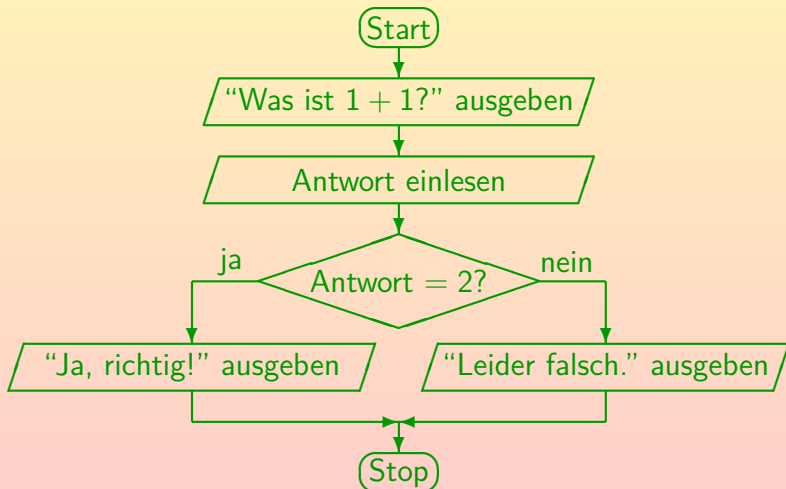 Start
“Was ist 1 + 1?” ausgeben
Antwort einlesen
ja
nein
Antwort = 2?
“Ja, richtig!” ausgeben
“Leider falsch.” ausgeben
Stop